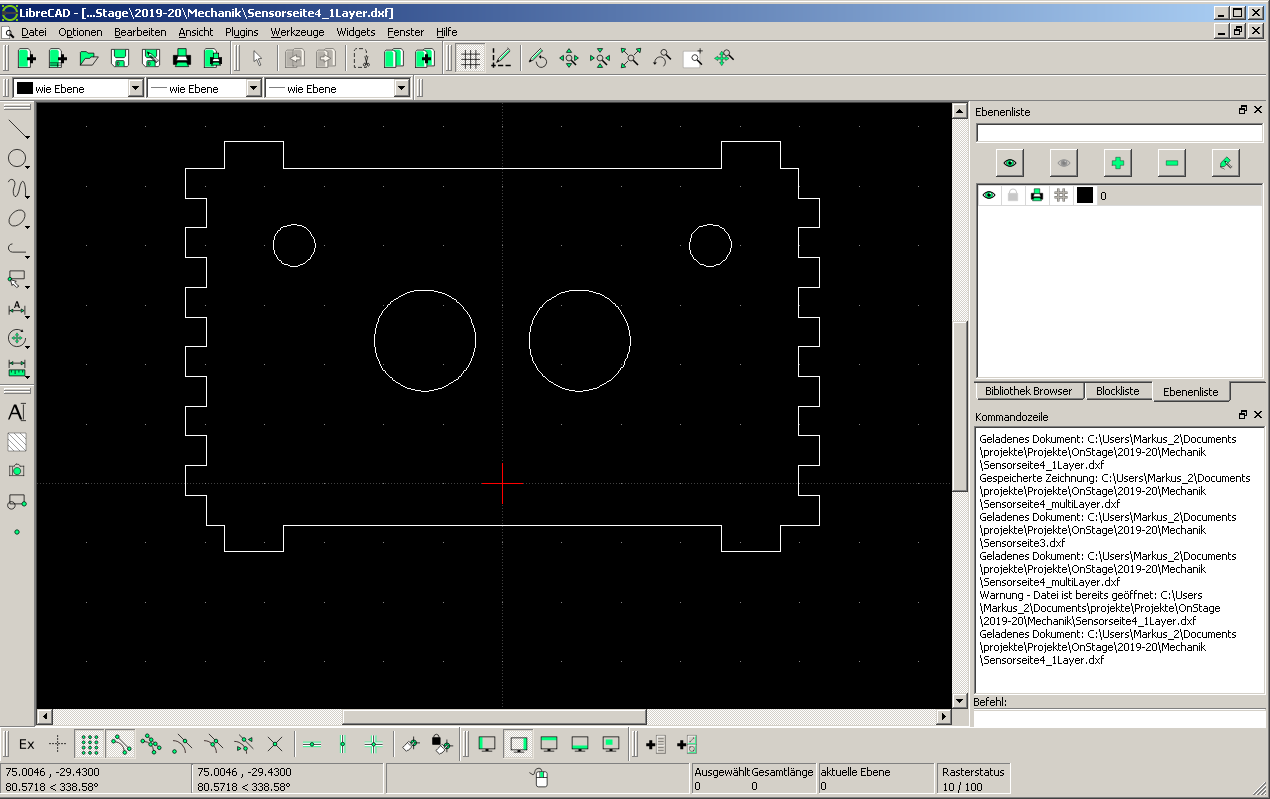 LibreCAD - [...Stage\2019-20\Mechanik\Sensorseite4_1Layer.dxf]
Datei Optionen Bearbeiten Ansicht Plugins Werkzeuge Widgets Fenster Hilfe
wie Ebene wie Ebene wie Ebene
Ebenenliste
0
Bibliothek Browser Blockliste Ebenenliste
Kommandozeile
Geladenes Dokument: C:\Users\Markus_2\Documents
\projekte\Projekte\OnStage\2019-20\Mechanik
\Sensorseite4_1Layer.dxf
Gespeicherte Zeichnung: C:\Users\Markus_2\Documents
\projekte\Projekte\OnStage\2019-20\Mechanik
\Sensorseite4_multiLayer.dxf
Geladenes Dokument: C:\Users\Markus_2\Documents
\projekte\Projekte\OnStage\2019-20\Mechanik
\Sensorseite3.dxf
Geladenes Dokument: C:\Users\Markus_2\Documents
\projekte\Projekte\OnStage\2019-20\Mechanik
\Sensorseite4_multiLayer.dxf
Warnung - Datei ist bereits geöffnet: C:\Users
\Markus_2\Documents\projekte\Projekte\OnStage
\2019-20\Mechanik\Sensorseite4_1Layer.dxf
Geladenes Dokument: C:\Users\Markus_2\Documents
\projekte\Projekte\OnStage\2019-20\Mechanik
\Sensorseite4_1Layer.dxf
Befehl:
Ex
75.0046 , -29.4300 75.0046 , -29.4300 Ausgewählt Gesamtlänge aktuelle Ebene Rasterstatus
80.5718 < 338.58° 80.5718 < 338.58° 0 0 0 10 / 100